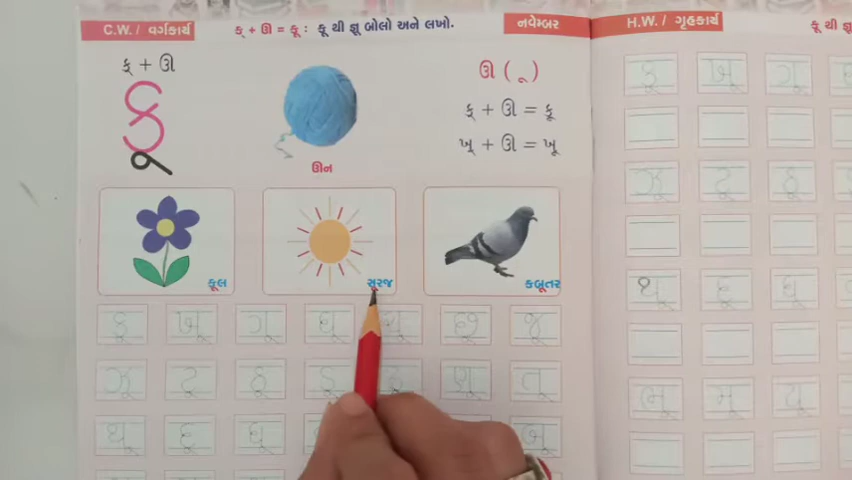 C.W. / વર્ગકાર્ય
ક્ + ઊ = કૂ : કૂ થી જ્ઞૂ બોલો અને લખો.
નવેમ્બર
ક્ + ઊ
કૂ
ઊન
ઊ ( ૂ )
ક્ + ઊ = કૂ
ખ્ + ઊ = ખૂ
ફૂલ
સૂરજ
કબૂતર
કૂ ખૂ ગૂ ઘૂ ચૂ છૂ જૂ
ઝૂ ટૂ ઠૂ ડૂ ઢૂ ણૂ તૂ
થૂ દૂ ધૂ
બૂ
H.W. / ગૃહકાર્ય
કૂ થી જ્ઞૂ
કૂ ખૂ ગૂ
ઝૂ ટૂ ઠૂ
થૂ દૂ ધૂ
ભૂ મૂ યૂ